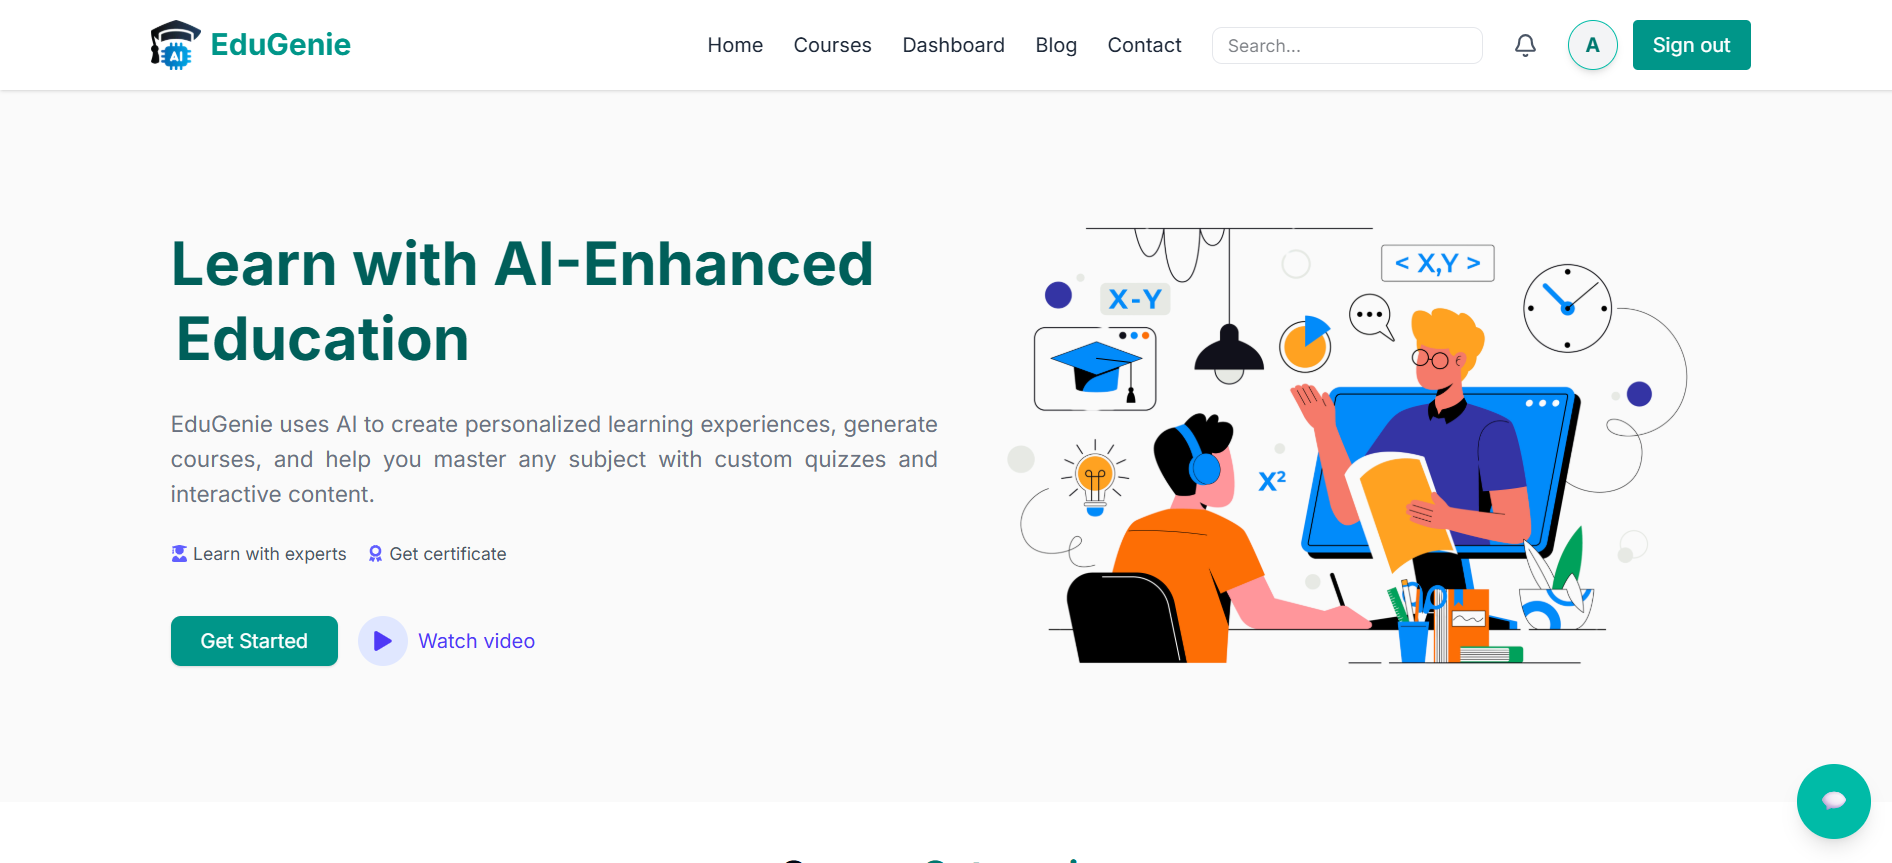 AI
EduGenie
Home
Courses
Dashboard
Blog
Contact
Search...
A
Sign out
Learn with AI-Enhanced
Education
EduGenie uses AI to create personalized learning experiences, generate
courses, and help you master any subject with custom quizzes and
interactive content.
Learn with experts
Get certificate
Get Started
Watch video
< X,Y >
X-Y
X²